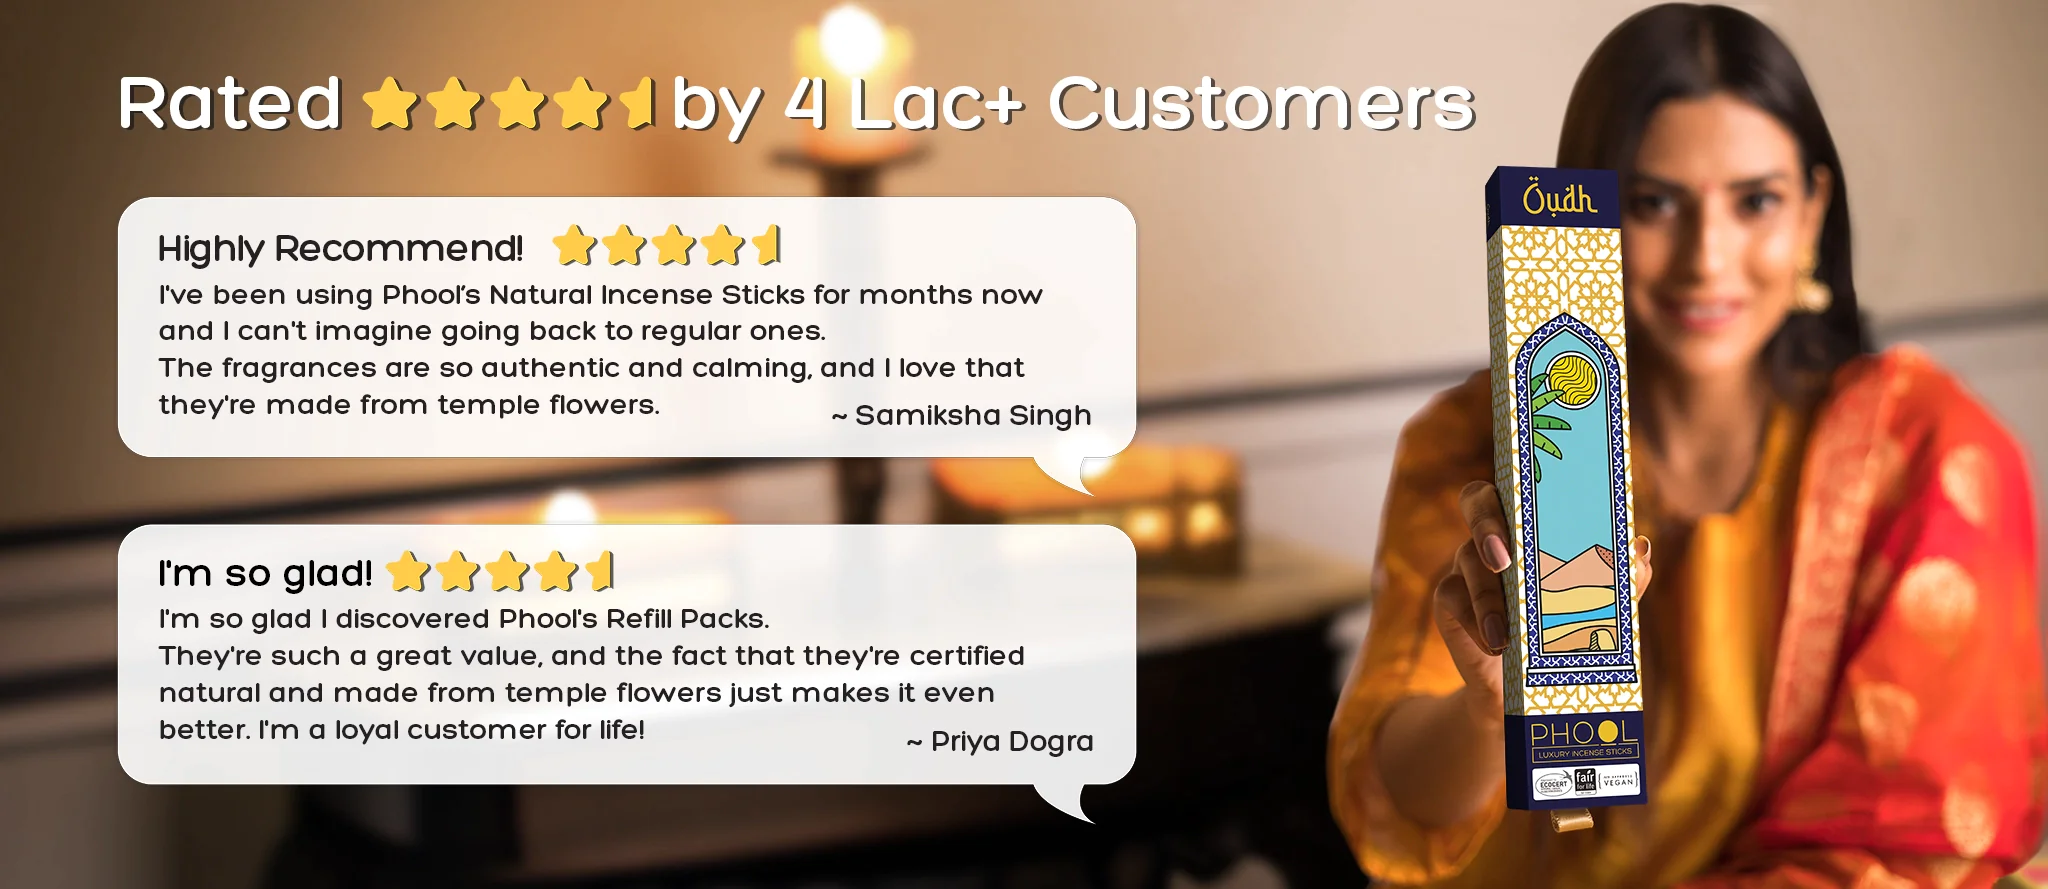 Rated by 4 Lac+ Customers
Highly Recommend!
I've been using Phool's Natural Incense Sticks for months now
and I can't imagine going back to regular ones.
The fragrances are so authentic and calming, and I love that
they're made from temple flowers.
~ Samiksha Singh
I'm so glad!
I'm so glad I discovered Phool's Refill Packs.
They're such a great value, and the fact that they're certified
natural and made from temple flowers just makes it even
better. I'm a loyal customer for life!
~ Priya Dogra
Oudh
PHOOL
LUXURY INCENSE STICKS
ECOCERT
fair
for life
VEGAN